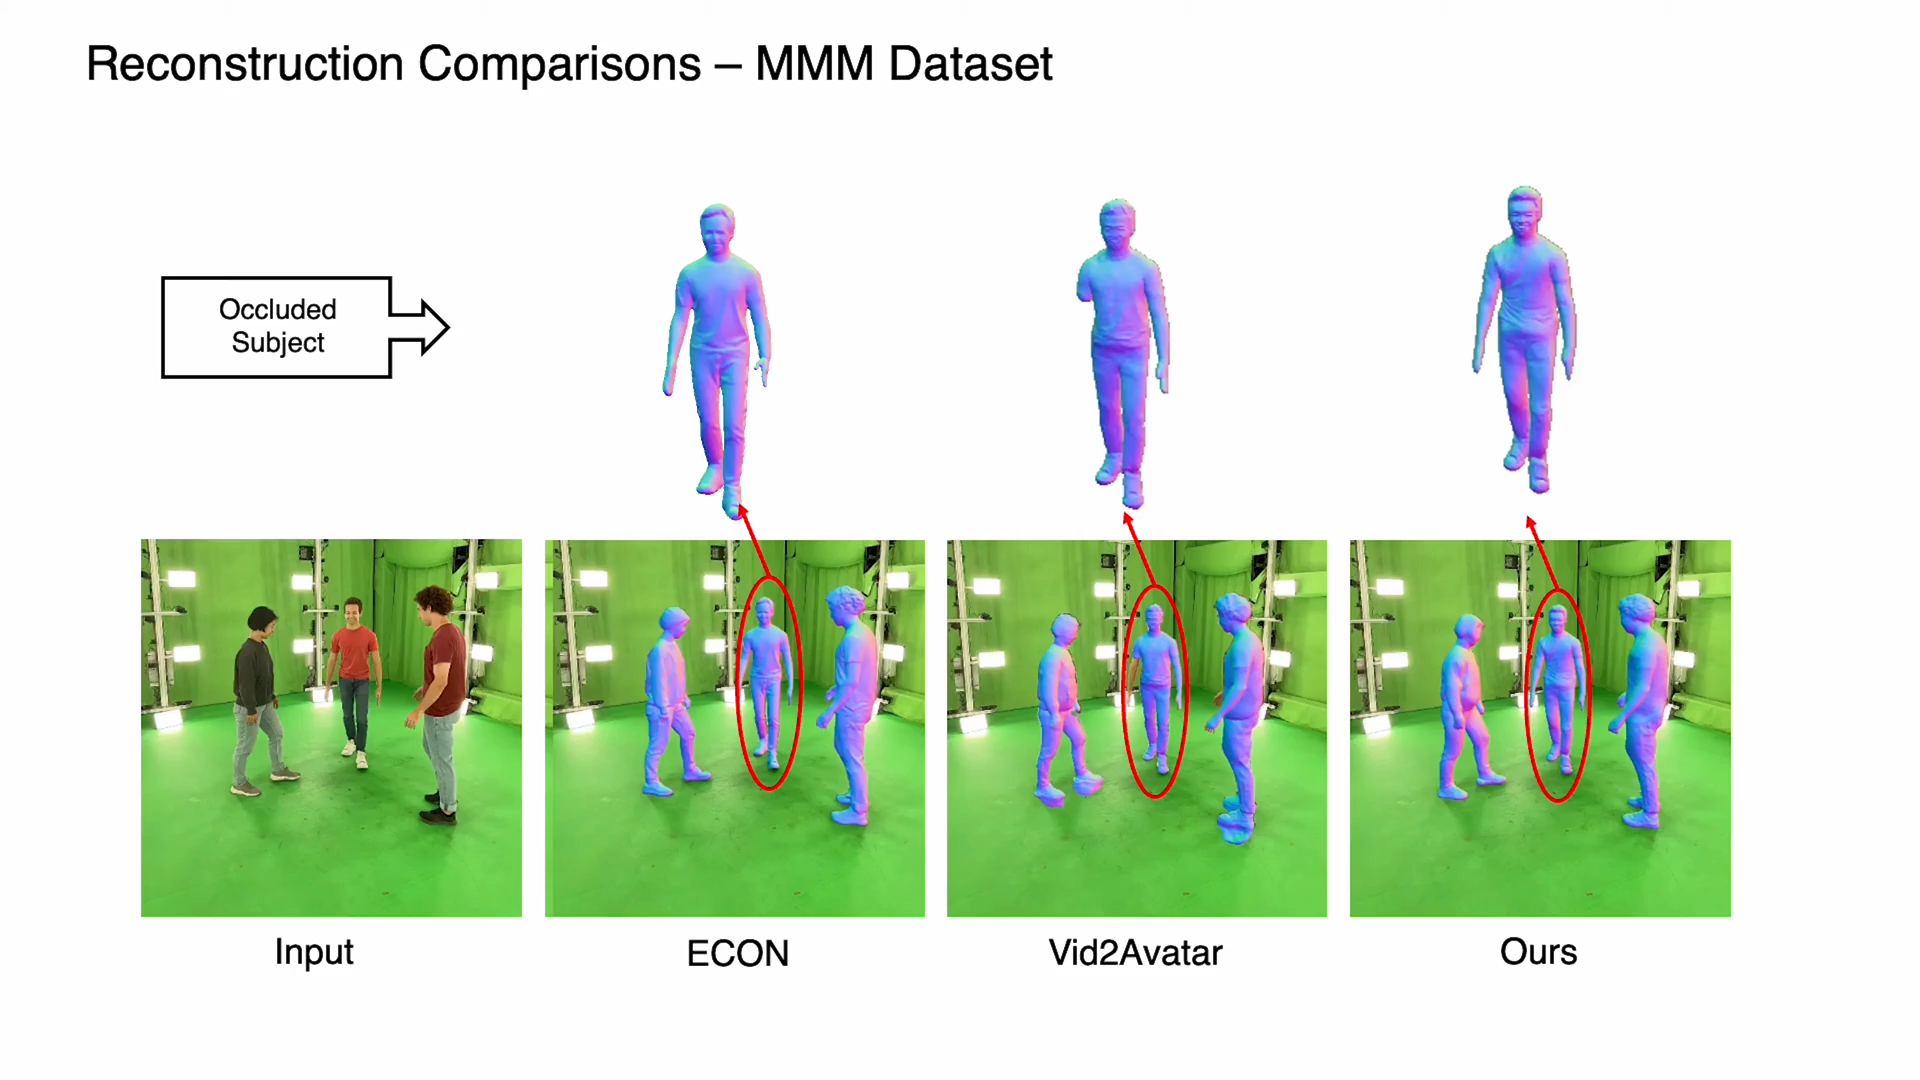 Reconstruction Comparisons – MMM Dataset
Occluded
Subject
Input
ECON
Vid2Avatar
Ours